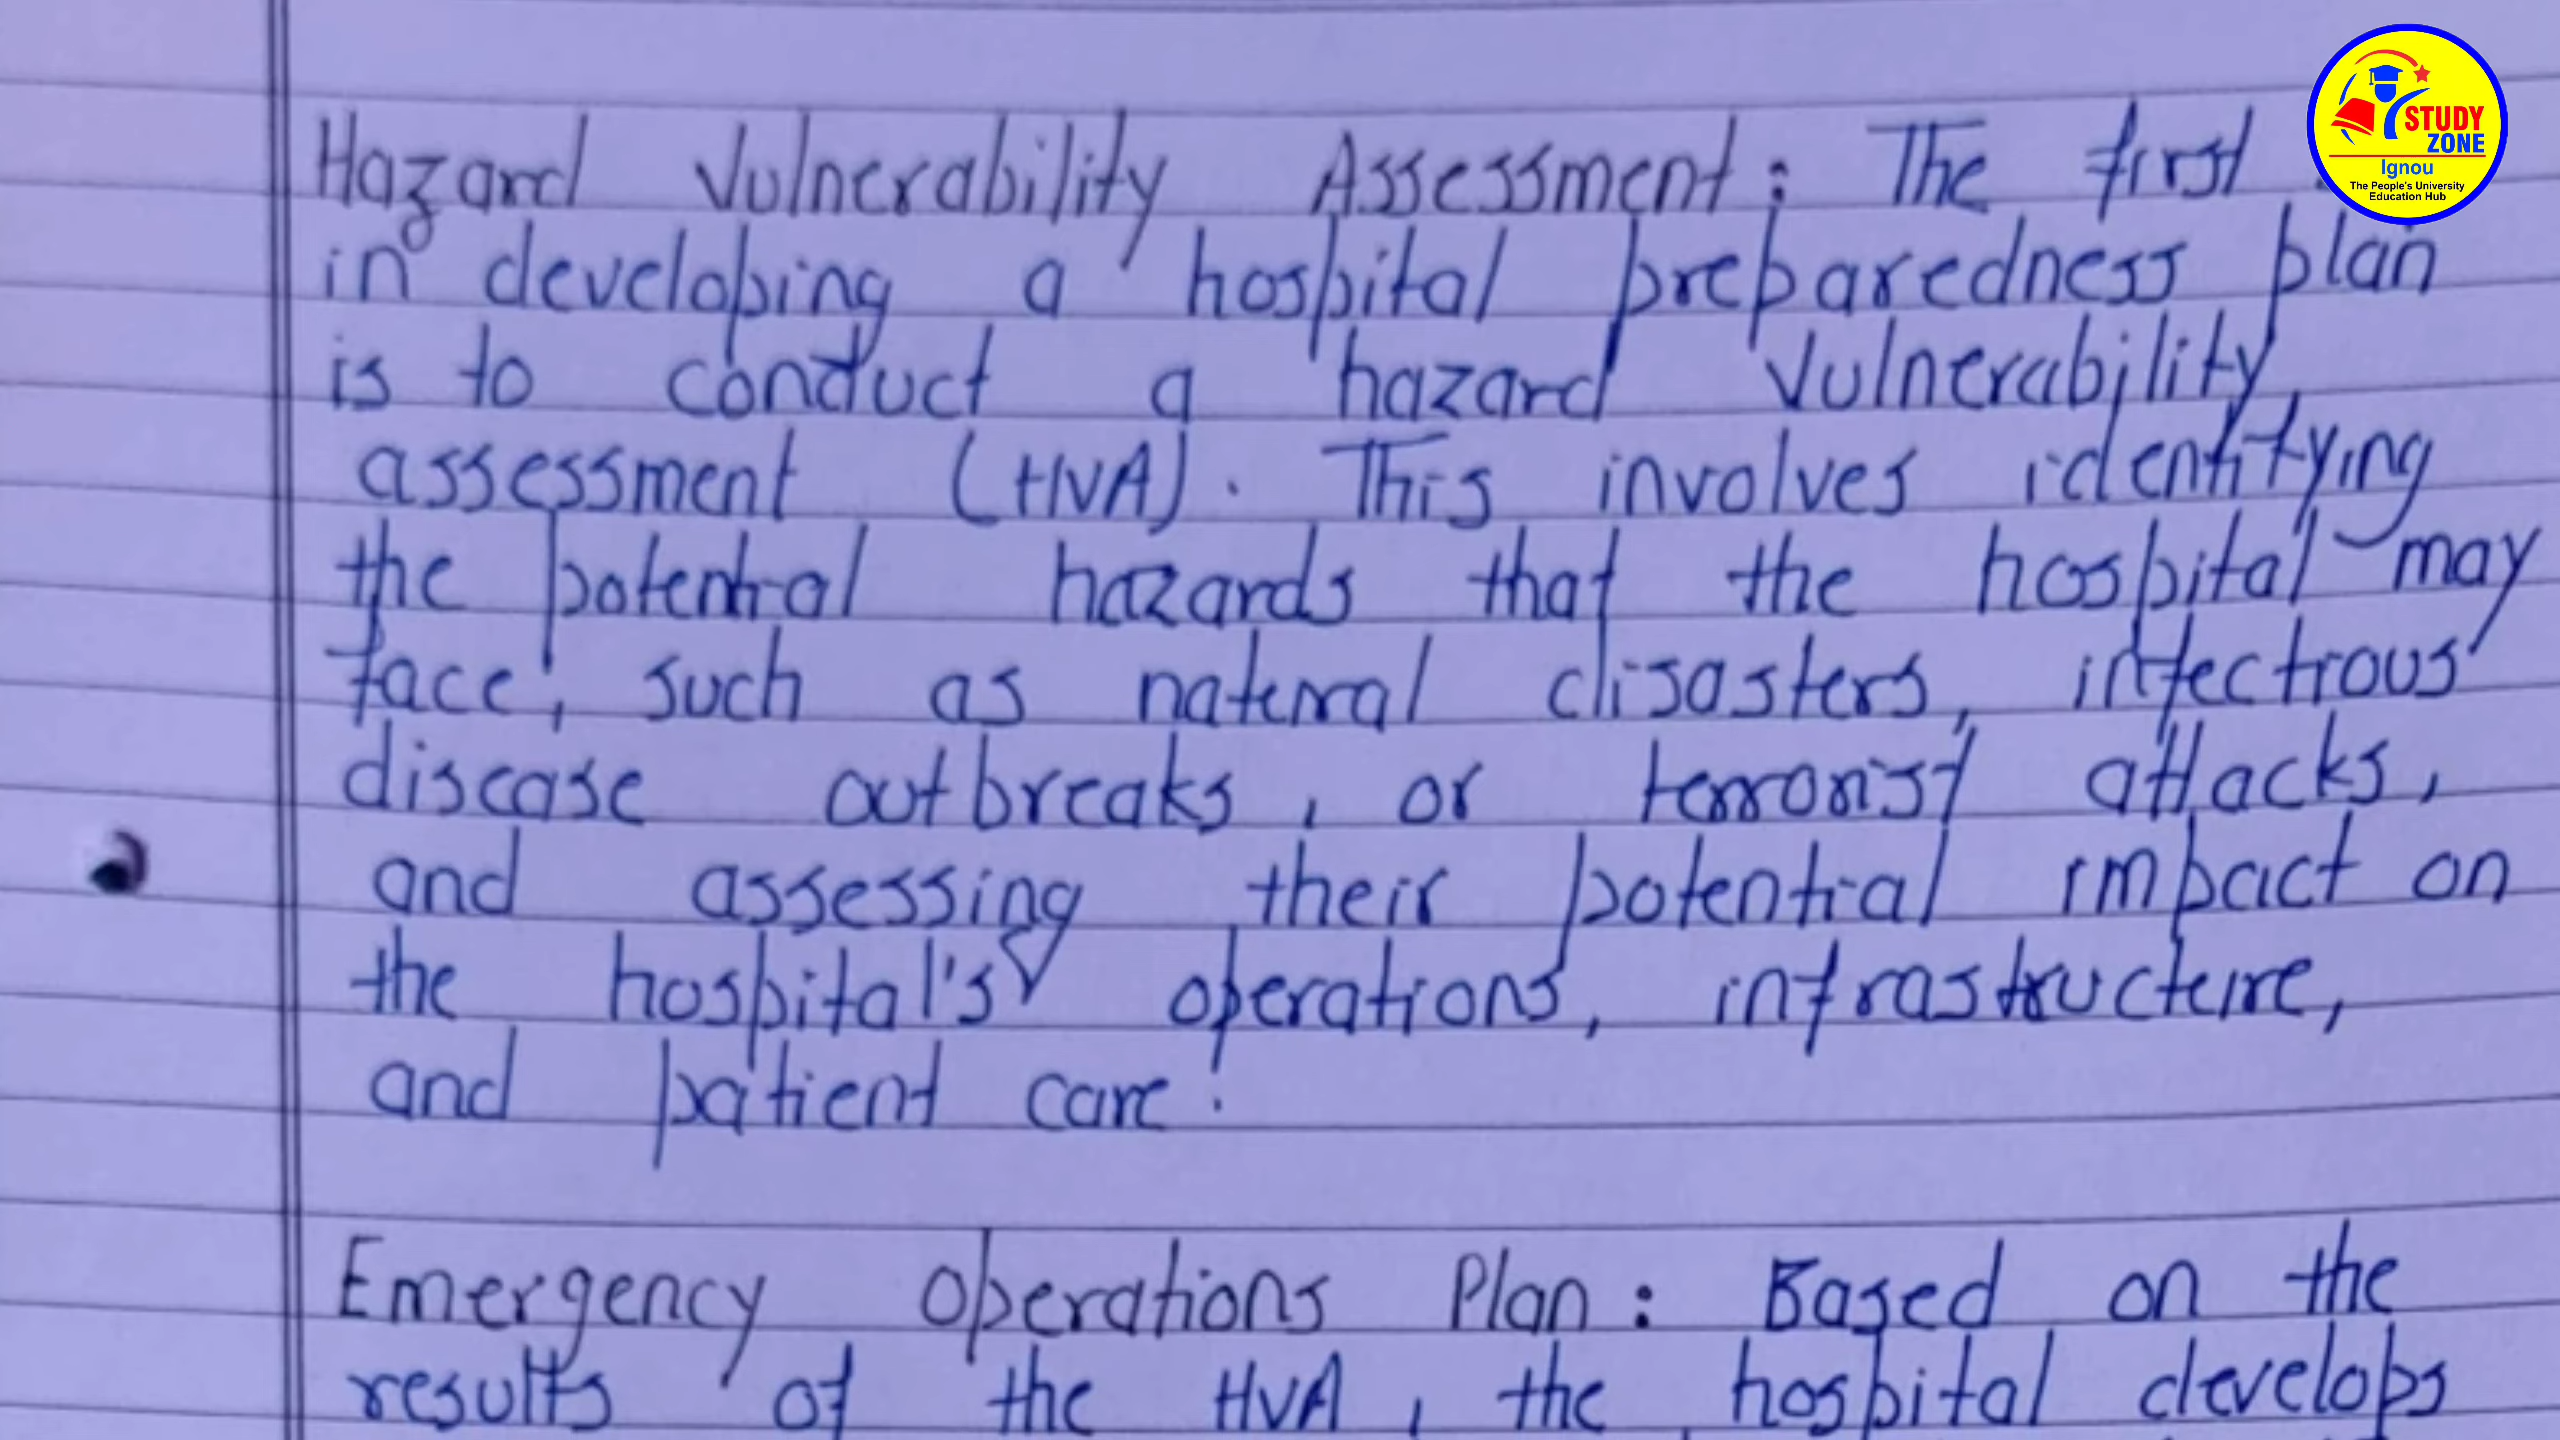 Hazard Vulnerability Assessment: The first
in developing a hospital preparedness plan
is to conduct a hazard vulnerability
assessment (HVA). This involves identifying
the potential hazards that the hospital may
face, such as natural disasters, infectious
disease outbreaks, or terrorist attacks,
and assessing their potential impact on
the hospital's operations, infrastructure,
and patient care.
Emergency Operations Plan: Based on the
results of the HVA, the hospital develops
STUDY
ZONE
Ignou
The People's University
Education Hub